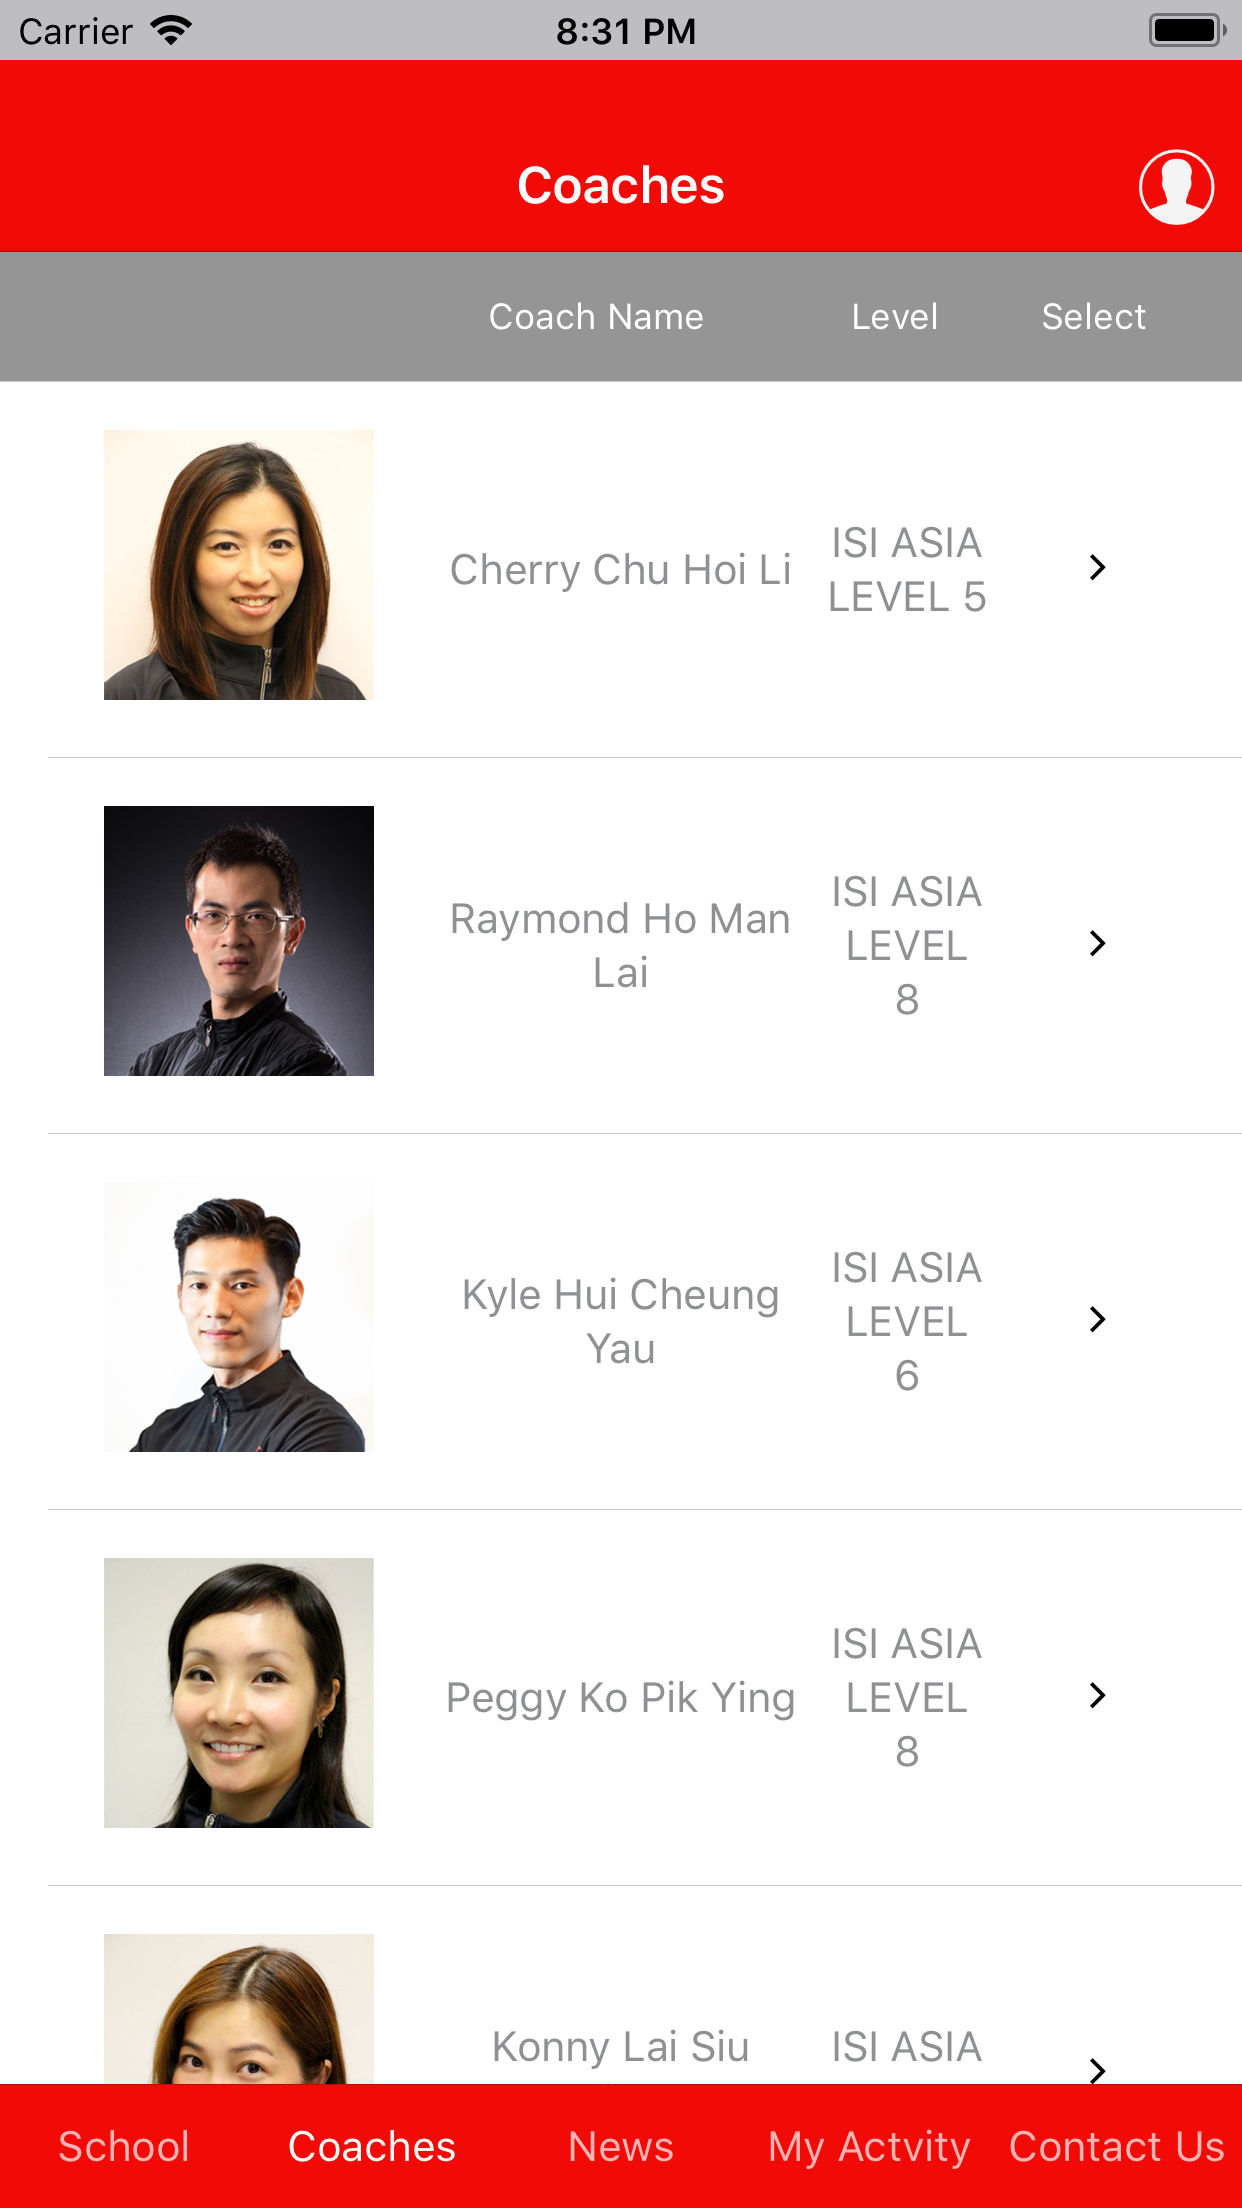 Carrier 8:31 PM
Coaches
Coach Name Level Select
Cherry Chu Hoi Li
ISI ASIA
LEVEL 5
Raymond Ho Man
Lai
ISI ASIA
LEVEL
8
Kyle Hui Cheung
Yau
ISI ASIA
LEVEL
6
Peggy Ko Pik Ying
ISI ASIA
LEVEL
8
Konny Lai Siu
ISI ASIA
School Coaches News My Actvity Contact Us